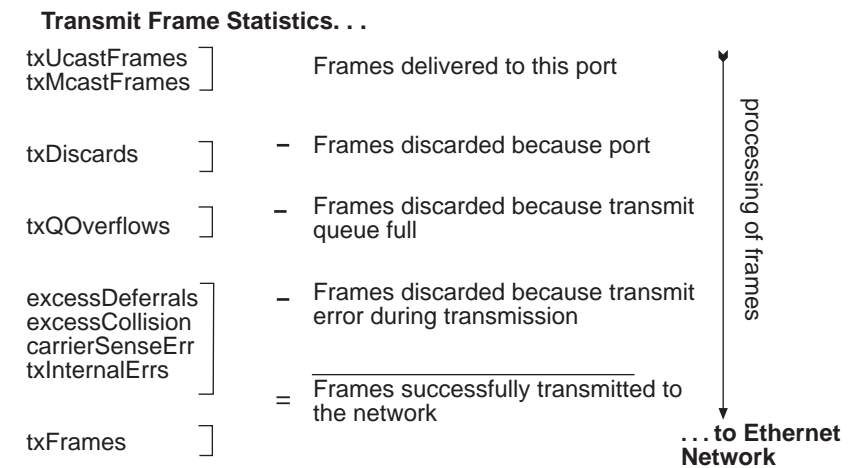 Transmit Frame Statistics. . .
txUcastFrames
txMcastFrames
Frames delivered to this port
txDiscards
– Frames discarded because port
txQOverflows
– Frames discarded because transmit
queue full
excessDeferrals
excessCollision
carrierSenseErr
txInternalErrs
– Frames discarded because transmit
error during transmission
= Frames successfully transmitted to
the network
txFrames
processing of frames
. . . to Ethernet
Network